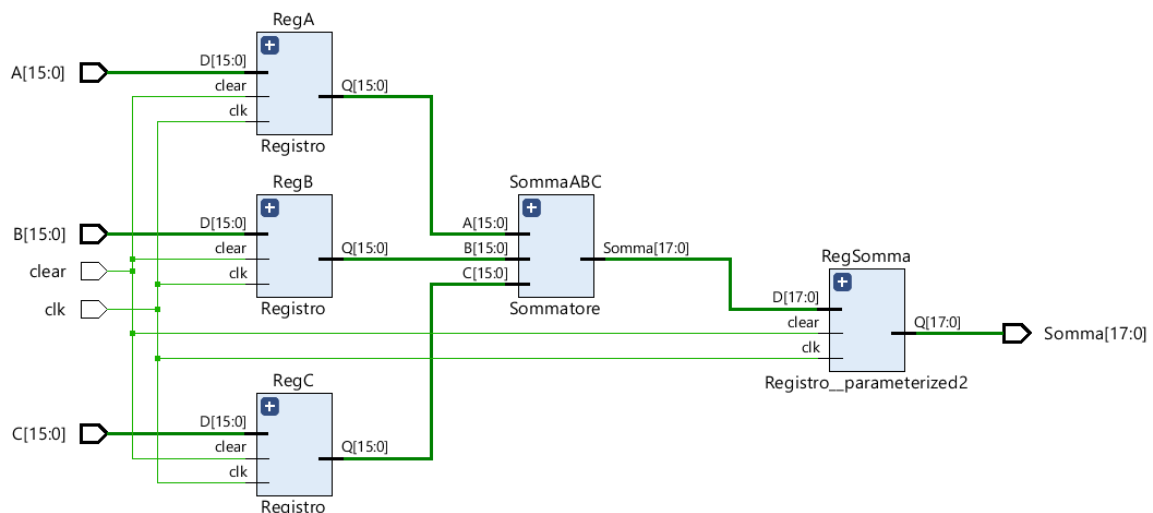 RegA
A[15:0]
D[15:0]
clear
clk
Q[15:0]
Registro
RegB
B[15:0]
D[15:0]
clear
clk
Q[15:0]
Registro
clear
clk
SommaABC
A[15:0]
B[15:0]
C[15:0]
Somma[17:0]
Sommatore
RegSomma
D[17:0]
clear
clk
Q[17:0]
Somma[17:0]
Registro__parameterized2
RegC
C[15:0]
D[15:0]
clear
clk
Q[15:0]
Registro